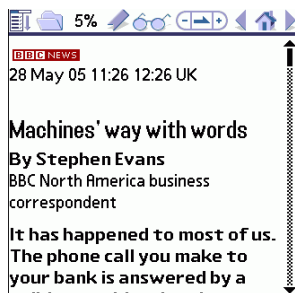 5%
BBC NEWS
28 May 05 11:26 12:26 UK
Machines' way with words
By Stephen Evans
BBC North America business
correspondent
It has happened to most of us.
The phone call you make to
your bank is answered by a